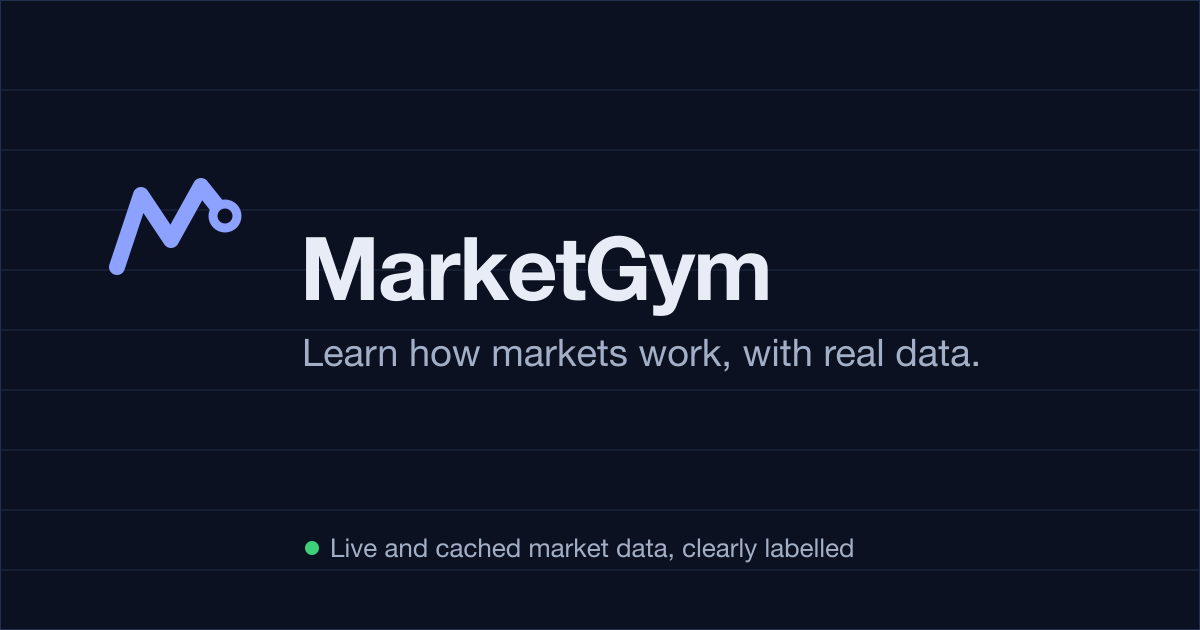 MarketGym
Learn how markets work, with real data.
Live and cached market data, clearly labelled